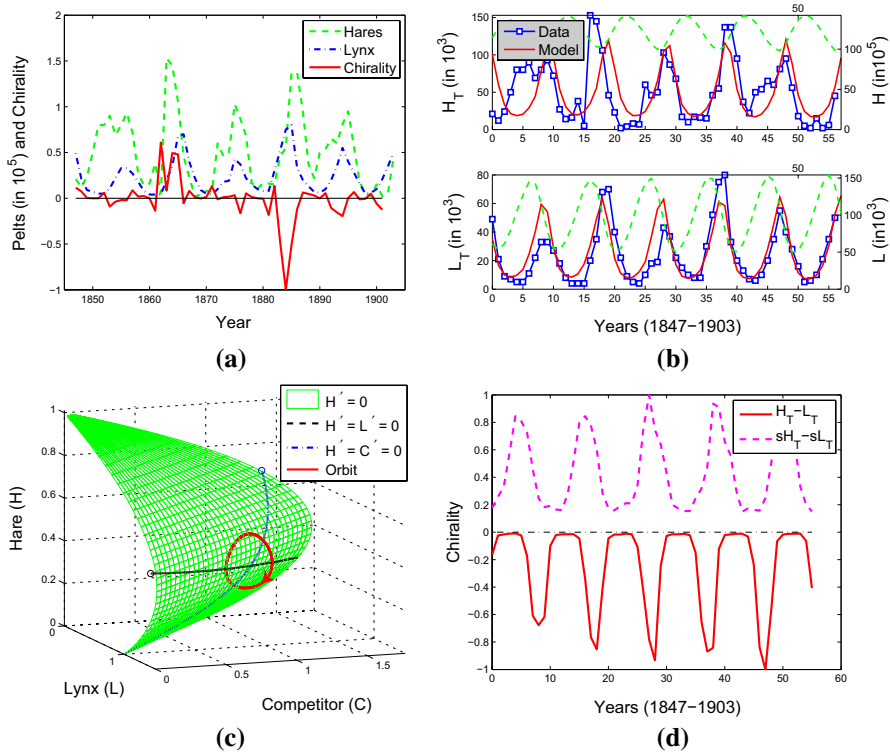 2
1.5
1
0.5
0
−0.5
−1
1850
1860
1870
1880
1890
1900
Year
Pelts (in 10^5) and Chirality
Hares
Lynx
Chirality
(a)
50
150
100
50
0
H_T (in 10^3)
Data
Model
100
50
0
H (in10^5)
0 5 10 15 20 25 30 35 40 45 50 55
50
80
60
40
20
0
L_T (in 10^3)
150
100
50
0
L (in10^5)
0 5 10 15 20 25 30 35 40 45 50 55
Years (1847−1903)
(b)
H′ = 0
H′ = L′ = 0
H′ = C′ = 0
Orbit
1
0.8
0.6
0.4
0.2
0
Hare (H)
0
1
Lynx (L)
0
0.5
1
1.5
Competitor (C)
(c)
1
0.8
0.6
0.4
0.2
0
−0.2
−0.4
−0.6
−0.8
−1
Chirality
H_T−L_T
sH_T−sL_T
0 10 20 30 40 50 60
Years (1847−1903)
(d)